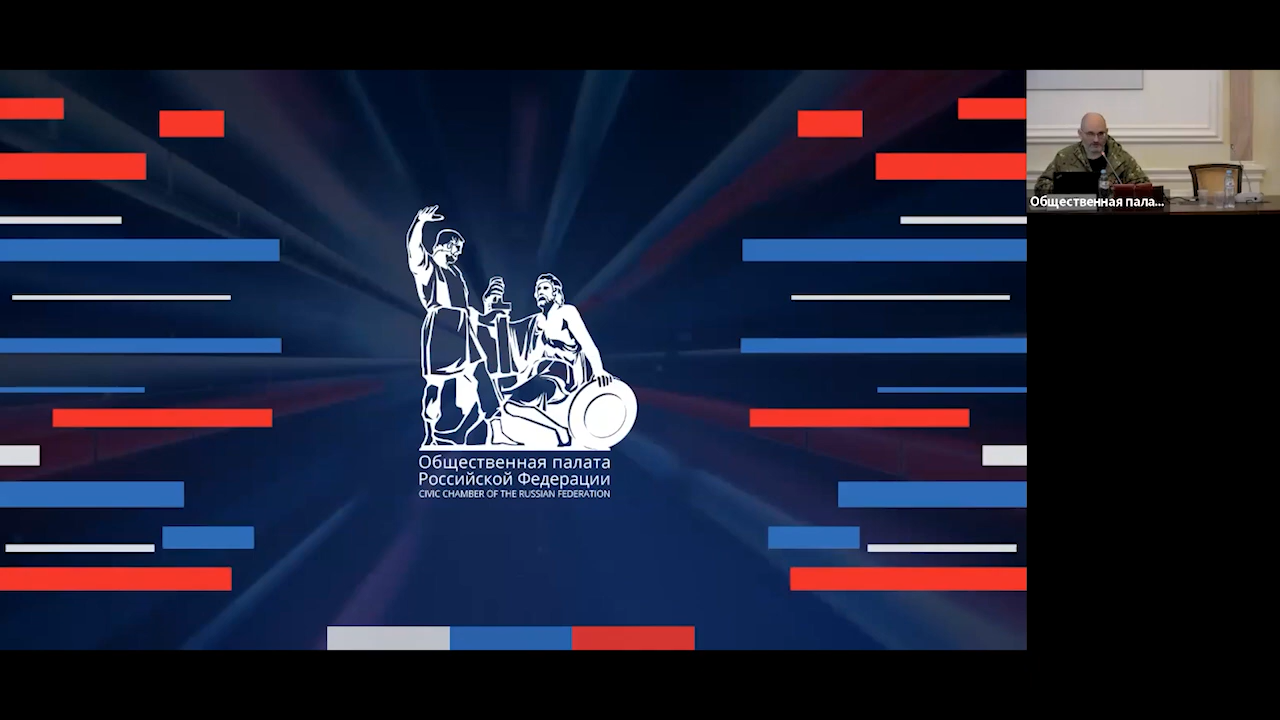 Общественная пала...
Общественная палата
Российской Федерации
CIVIC CHAMBER OF THE RUSSIAN FEDERATION